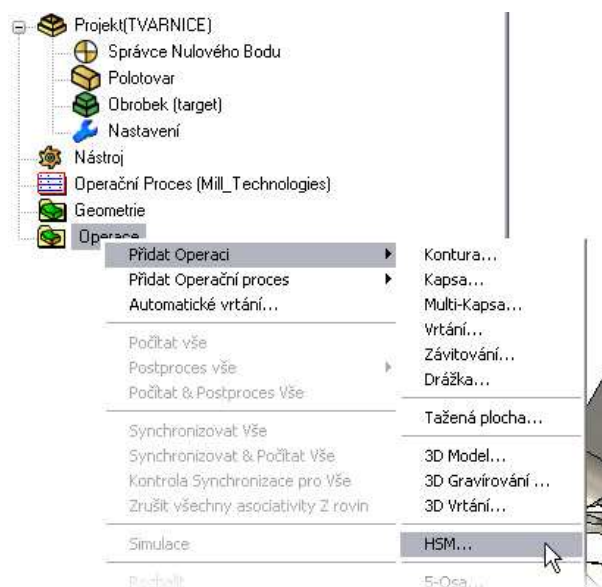 Projekt(TVARNICE)
Správce Nulového Bodu
Polotovar
Obrobek (target)
Nastavení
Nástroj
Operační Proces (Mill_Technologies)
Geometrie
Operace
Přidat Operaci
Přidat Operační proces
Automatické vrtání...
Počítat vše
Postproces vše
Počítat & Postproces Vše
Synchronizovat Vše
Synchronizovat & Počítat Vše
Kontrola Synchronizace pro Vše
Zrušit všechny asociativity Z rovin
Simulace
Rozbalit
Kontura...
Kapsa...
Multi-Kapsa...
Vrtání...
Závitování...
Drážka...
Tažená plocha...
3D Model...
3D Gravírování ...
3D Vrtání...
HSM...
5-Osa...